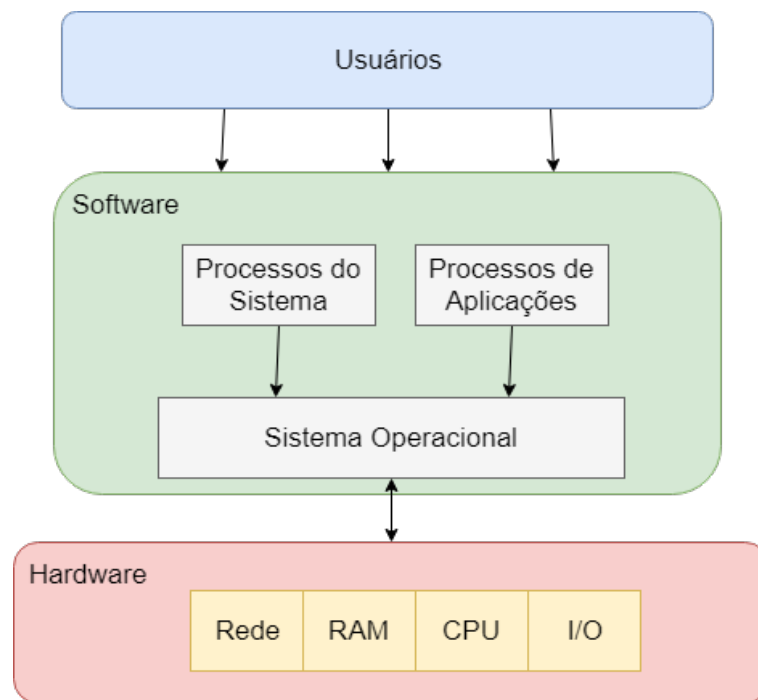 Usuários
Software
Processos do
Sistema
Processos de
Aplicações
Sistema Operacional
Hardware
Rede
RAM
CPU
I/O